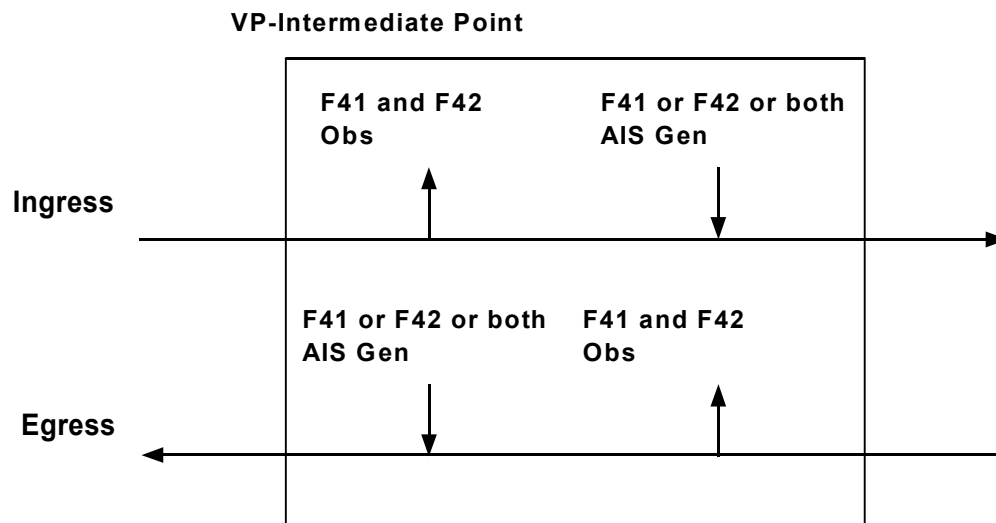 VP-Intermediate Point
F41 and F42
Obs
F41 or F42 or both
AIS Gen
Ingress
F41 or F42 or both
AIS Gen
F41 and F42
Obs
Egress